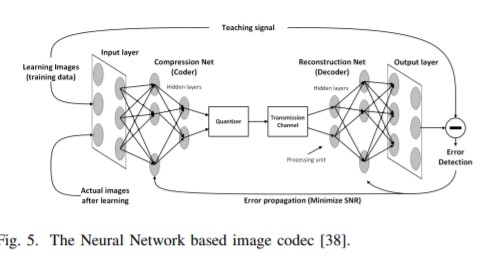 Teaching signal
Input layer
Compression Net
(Coder)
Reconstruction Net
(Decoder)
Output layer
Learning Images
(training data)
Hidden layers
Hidden layers
Quantizer
Transmission
Channel
Processing unit
Error
Detection
Actual images
after learning
Error propagation (Minimize SNR)
Fig. 5. The Neural Network based image codec [38].